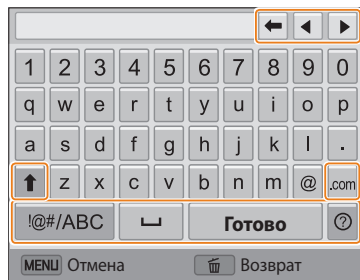 1 2 3 4 5 6 7 8 9 0
q w e r t y u i o p
a s d f g h j k l .
z x c v b n m @ .com
!@#/ABC Готово ?
MENU Отмена Возврат